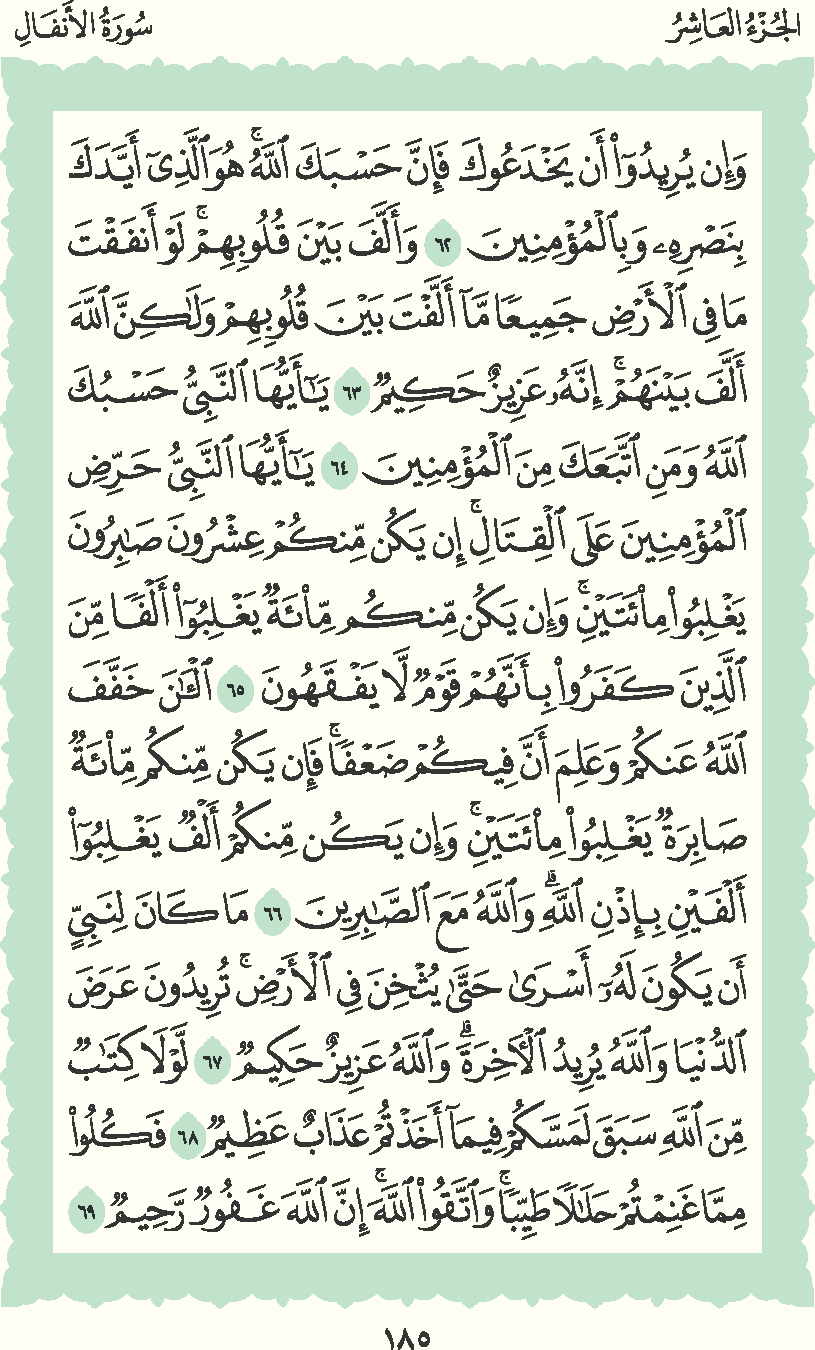 الجُزْءُ العَاشِرُ
سُورَةُ الأَنفَالِ
وَإِن يُرِيدُوٓا۟ أَن يَخْدَعُوكَ فَإِنَّ حَسْبَكَ ٱللَّهُ ۚ هُوَ ٱلَّذِىٓ أَيَّدَكَ
بِنَصْرِهِۦ وَبِٱلْمُؤْمِنِينَ ٦٢ وَأَلَّفَ بَيْنَ قُلُوبِهِمْ ۚ لَوْ أَنفَقْتَ
مَا فِى ٱلْأَرْضِ جَمِيعًا مَّآ أَلَّفْتَ بَيْنَ قُلُوبِهِمْ وَلَٰكِنَّ ٱللَّهَ
أَلَّفَ بَيْنَهُمْ ۚ إِنَّهُۥ عَزِيزٌ حَكِيمٌ ٦٣ يَٰٓأَيُّهَا ٱلنَّبِىُّ حَسْبُكَ
ٱللَّهُ وَمَنِ ٱتَّبَعَكَ مِنَ ٱلْمُؤْمِنِينَ ٦٤ يَٰٓأَيُّهَا ٱلنَّبِىُّ حَرِّضِ
ٱلْمُؤْمِنِينَ عَلَى ٱلْقِتَالِ ۚ إِن يَكُن مِّنكُمْ عِشْرُونَ صَٰبِرُونَ
يَغْلِبُوا۟ مِا۟ئَتَيْنِ ۚ وَإِن يَكُن مِّنكُم مِّا۟ئَةٌ يَغْلِبُوٓا۟ أَلْفًا مِّنَ
ٱلَّذِينَ كَفَرُوا۟ بِأَنَّهُمْ قَوْمٌ لَّا يَفْقَهُونَ ٦٥ ٱلْـَٰٔنَ خَفَّفَ
ٱللَّهُ عَنكُمْ وَعَلِمَ أَنَّ فِيكُمْ ضَعْفًا ۚ فَإِن يَكُن مِّنكُم مِّا۟ئَةٌ
صَابِرَةٌ يَغْلِبُوا۟ مِا۟ئَتَيْنِ ۚ وَإِن يَكُن مِّنكُمْ أَلْفٌ يَغْلِبُوٓا۟
أَلْفَيْنِ بِإِذْنِ ٱللَّهِ ۗ وَٱللَّهُ مَعَ ٱلصَّٰبِرِينَ ٦٦ مَا كَانَ لِنَبِىٍّ
أَن يَكُونَ لَهُۥٓ أَسْرَىٰ حَتَّىٰ يُثْخِنَ فِى ٱلْأَرْضِ ۚ تُرِيدُونَ عَرَضَ
ٱلدُّنْيَا وَٱللَّهُ يُرِيدُ ٱلْـَٔاخِرَةَ ۗ وَٱللَّهُ عَزِيزٌ حَكِيمٌ ٦٧ لَّوْلَا كِتَٰبٌ
مِّنَ ٱللَّهِ سَبَقَ لَمَسَّكُمْ فِيمَآ أَخَذْتُمْ عَذَابٌ عَظِيمٌ ٦٨ فَكُلُوا۟
مِمَّا غَنِمْتُمْ حَلَٰلًا طَيِّبًا ۚ وَٱتَّقُوا۟ ٱللَّهَ ۚ إِنَّ ٱللَّهَ غَفُورٌ رَّحِيمٌ ٦٩
١٨٥